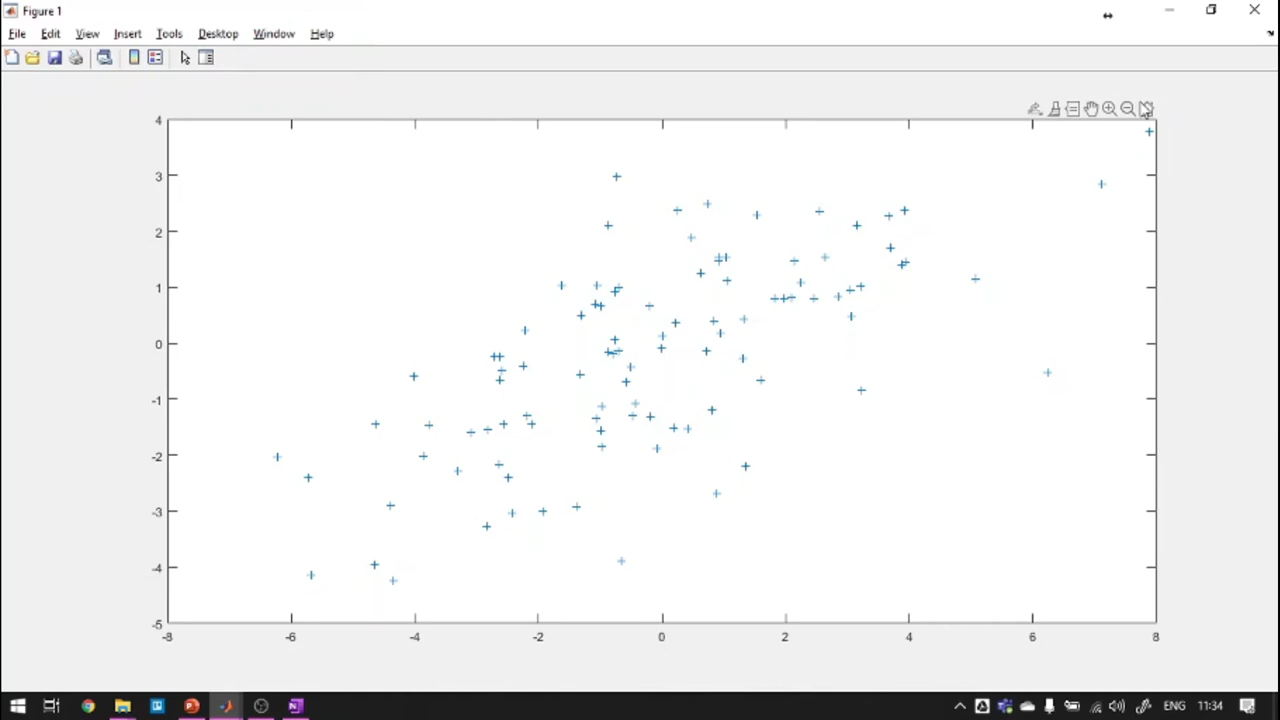 Figure 1
File Edit View Insert Tools Desktop Window Help
4
3
2
1
0
-1
-2
-3
-4
-5
-8 -6 -4 -2 0 2 4 6 8
ENG 11:34